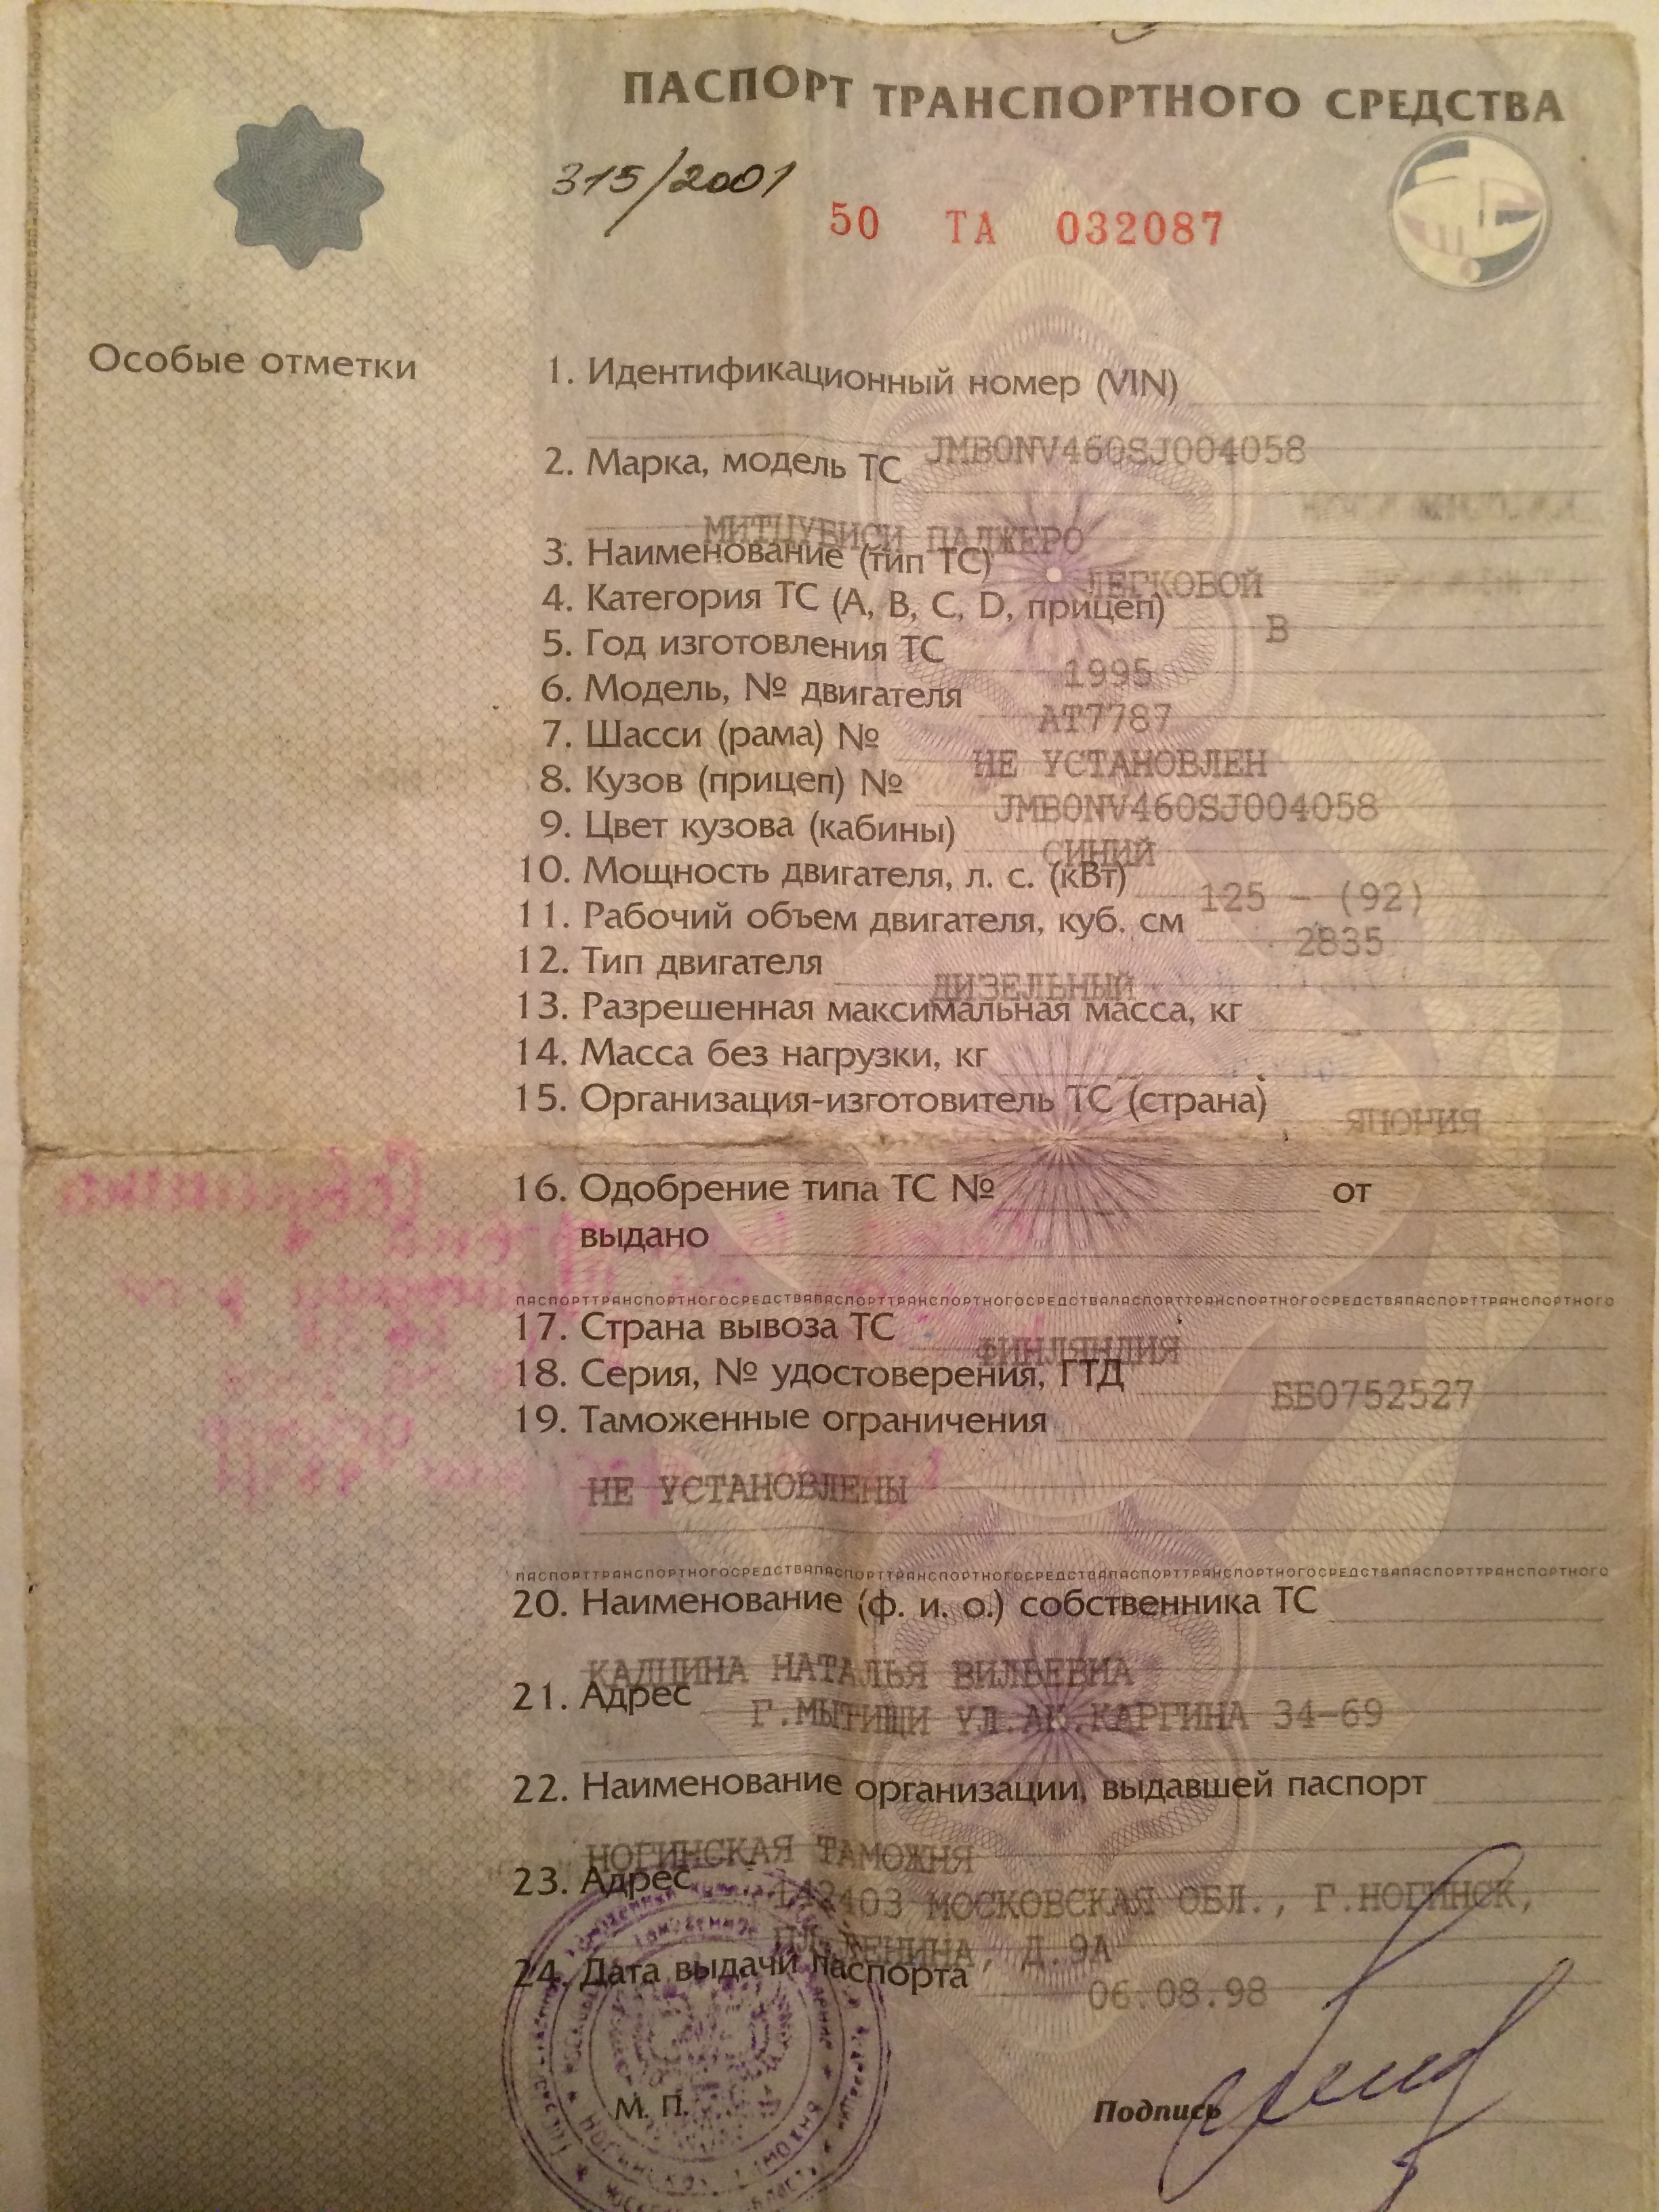 ПАСПОРТ ТРАНСПОРТНОГО СРЕДСТВА
315/2001
50 ТА 032087
Особые отметки
1. Идентификационный номер (VIN)
JMB0NV460SJ004058
2. Марка, модель ТС
МИТЦУБИСИ ПАДЖЕРО
3. Наименование (тип ТС) ЛЕГКОВОЙ
4. Категория ТС (A, B, C, D, прицеп) В
5. Год изготовления ТС 1995
6. Модель, № двигателя АТ7787
7. Шасси (рама) № НЕ УСТАНОВЛЕН
8. Кузов (прицеп) № JMB0NV460SJ004058
9. Цвет кузова (кабины) СИНИЙ
10. Мощность двигателя, л. с. (кВт) 125 - (92)
11. Рабочий объем двигателя, куб. см 2835
12. Тип двигателя ДИЗЕЛЬНЫЙ
13. Разрешенная максимальная масса, кг -
14. Масса без нагрузки, кг
15. Организация-изготовитель ТС (страна) ЯПОНИЯ
16. Одобрение типа ТС № от
выдано
ПАСПОРТТРАНСПОРТНОГОСРЕДСТВАПАСПОРТТРАНСПОРТНОГОСРЕДСТВАПАСПОРТТРАНСПОРТНОГОСРЕДСТВАПАСПОРТТРАНСПОРТНОГО
17. Страна вывоза ТС ФИНЛЯНДИЯ
18. Серия, № удостоверения, ГТД ББ0752527
19. Таможенные ограничения
НЕ УСТАНОВЛЕНЫ
ПАСПОРТТРАНСПОРТНОГОСРЕДСТВАПАСПОРТТРАНСПОРТНОГОСРЕДСТВАПАСПОРТТРАНСПОРТНОГОСРЕДСТВАПАСПОРТТРАНСПОРТНОГО
20. Наименование (ф. и. о.) собственника ТС
НАТАЛЬЯ ВИЛЬЕВНА
21. Адрес Г.МЫТИЩИ УЛ.АК.КАРГИНА 34-69
22. Наименование организации, выдавшей паспорт
НОГИНСКАЯ ТАМОЖНЯ
23. Адрес 142403 МОСКОВСКАЯ ОБЛ., Г.НОГИНСК,
ПЛ.ЛЕНИНА, Д.9А
24. Дата выдачи паспорта 06.08.98
М. П.
Подпись